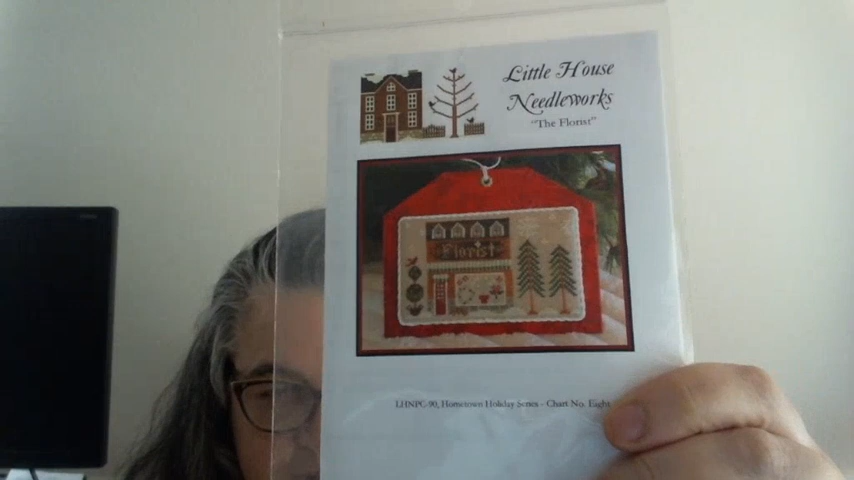 Little House
Needleworks
"The Florist"
Florist
LHNPC-90, Hometown Holiday Series - Chart No. Eight